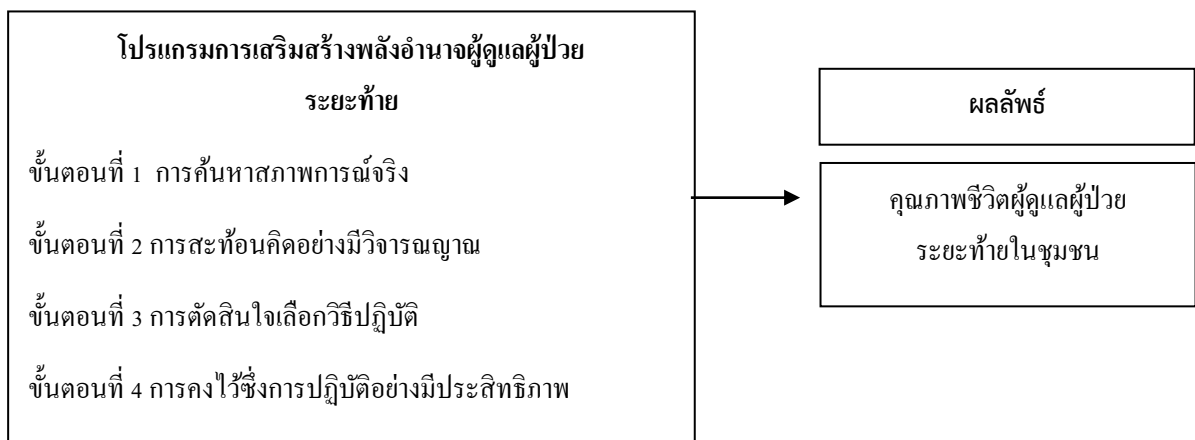 โปรแกรมการเสริมสร้างพลังอำนาจผู้ดูแลผู้ป่วย
ระยะท้าย
ขั้นตอนที่ 1 การค้นหาสภาพการณ์จริง
ขั้นตอนที่ 2 การสะท้อนคิดอย่างมีวิจารณญาณ
ขั้นตอนที่ 3 การตัดสินใจเลือกวิธีปฏิบัติ
ขั้นตอนที่ 4 การคงไว้ซึ่งการปฏิบัติอย่างมีประสิทธิภาพ
ผลลัพธ์
คุณภาพชีวิตผู้ดูแลผู้ป่วย
ระยะท้ายในชุมชน